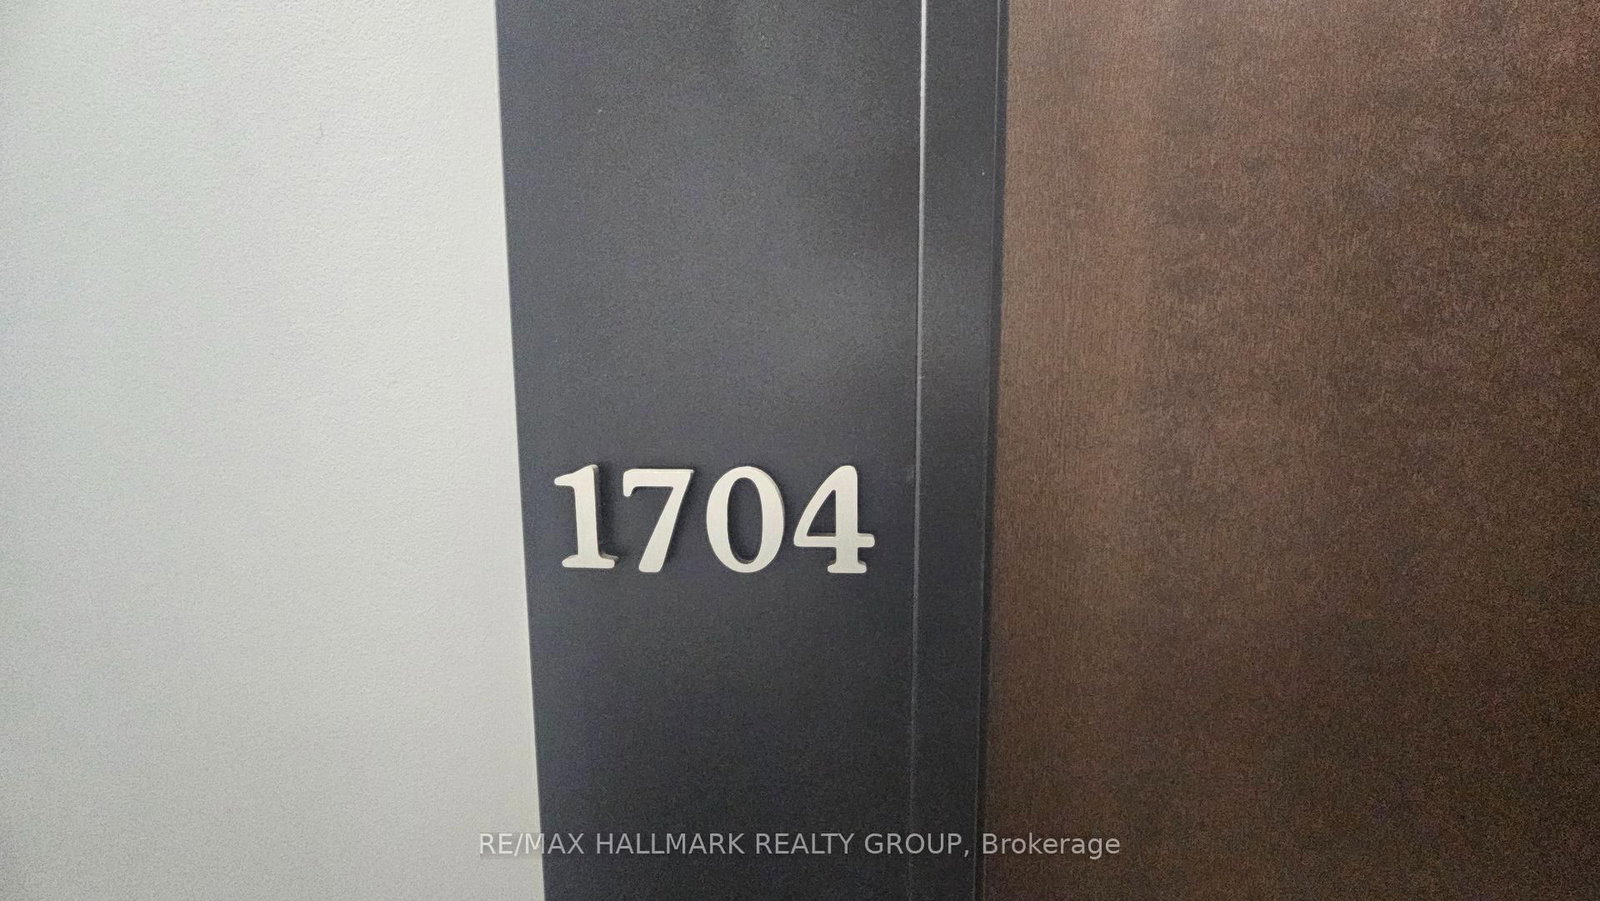 1704
RE/MAX HALLMARK REALTY GROUP, Brokerage